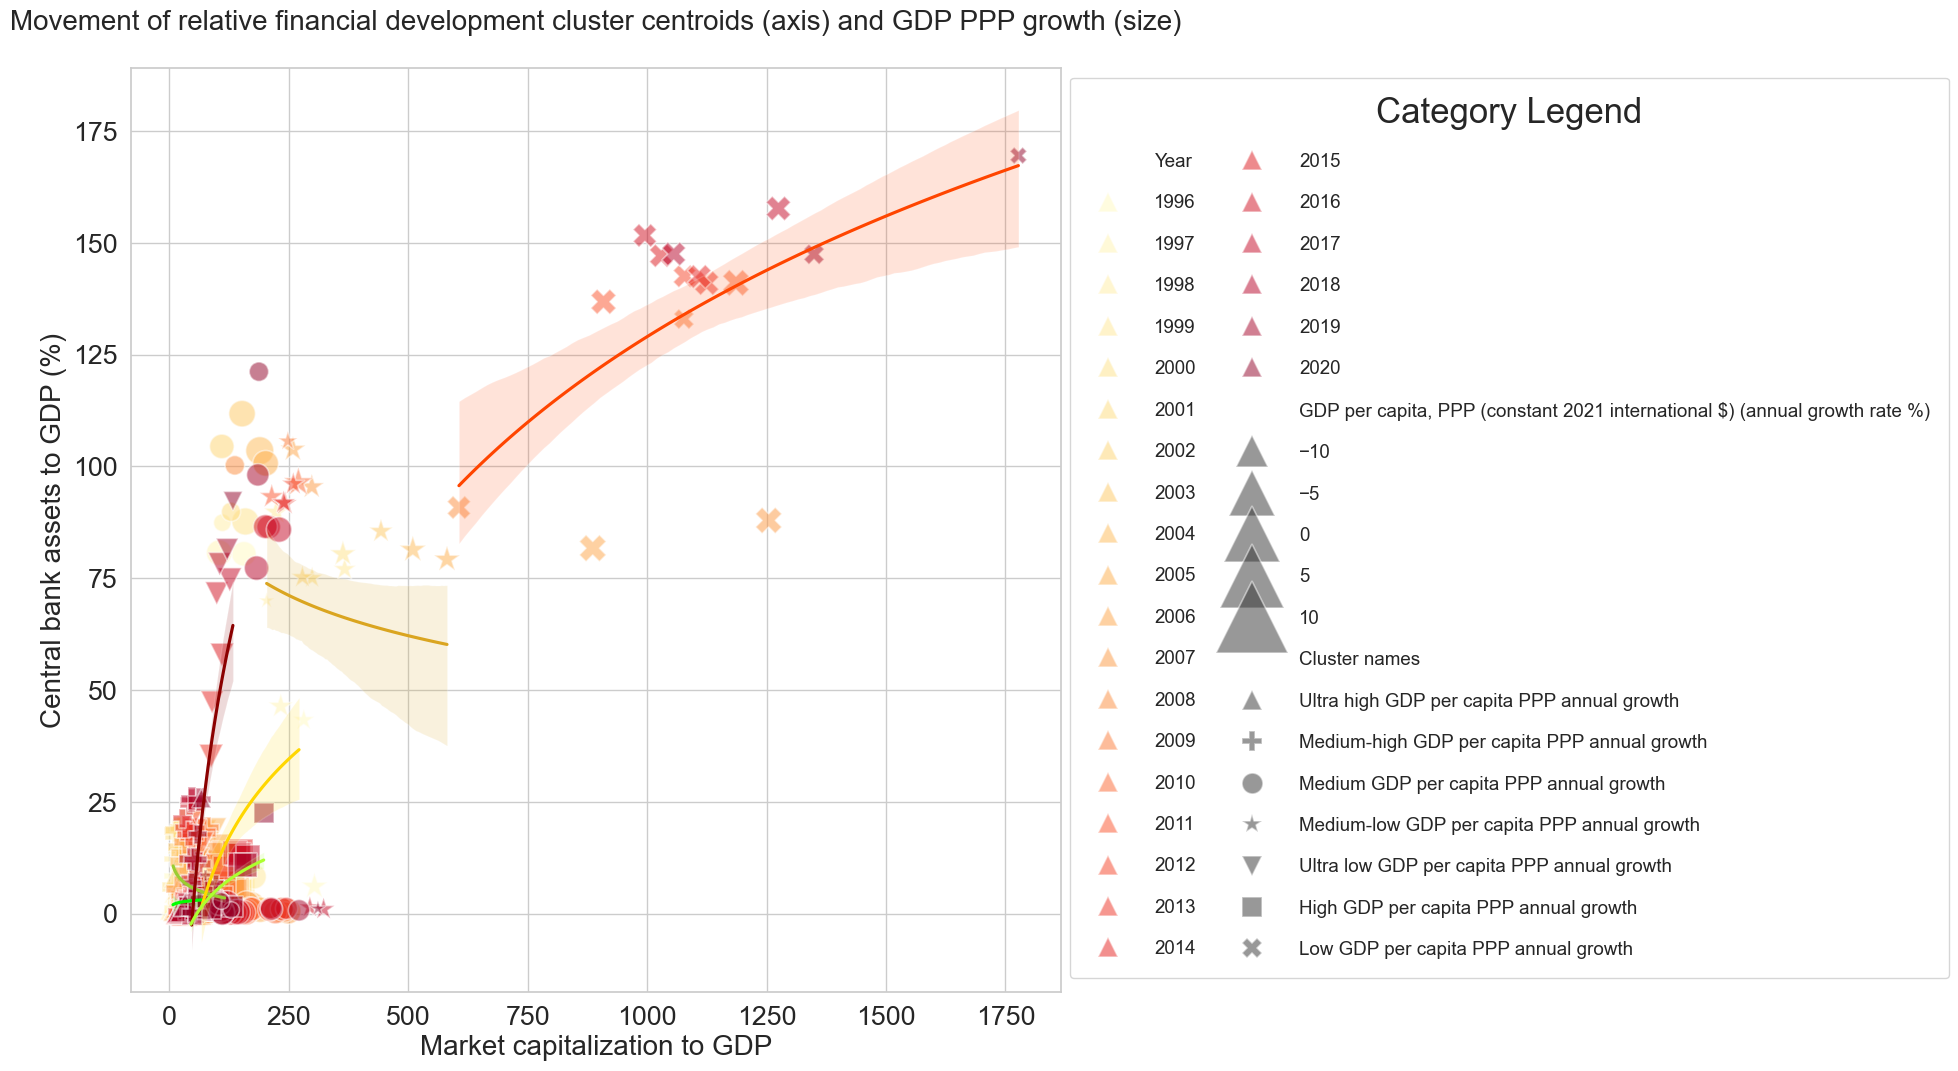 Movement of relative financial development cluster centroids (axis) and GDP PPP growth (size)
175
150
125
100
75
50
25
0
Central bank assets to GDP (%)
0 250 500 750 1000 1250 1500 1750
Market capitalization to GDP
Category Legend
Year
1996
1997
1998
1999
2000
2001
2002
2003
2004
2005
2006
2007
2008
2009
2010
2011
2012
2013
2014
2015
2016
2017
2018
2019
2020
GDP per capita, PPP (constant 2021 international $) (annual growth rate %)
−10
−5
0
5
10
Cluster names
Ultra high GDP per capita PPP annual growth
Medium-high GDP per capita PPP annual growth
Medium GDP per capita PPP annual growth
Medium-low GDP per capita PPP annual growth
Ultra low GDP per capita PPP annual growth
High GDP per capita PPP annual growth
Low GDP per capita PPP annual growth